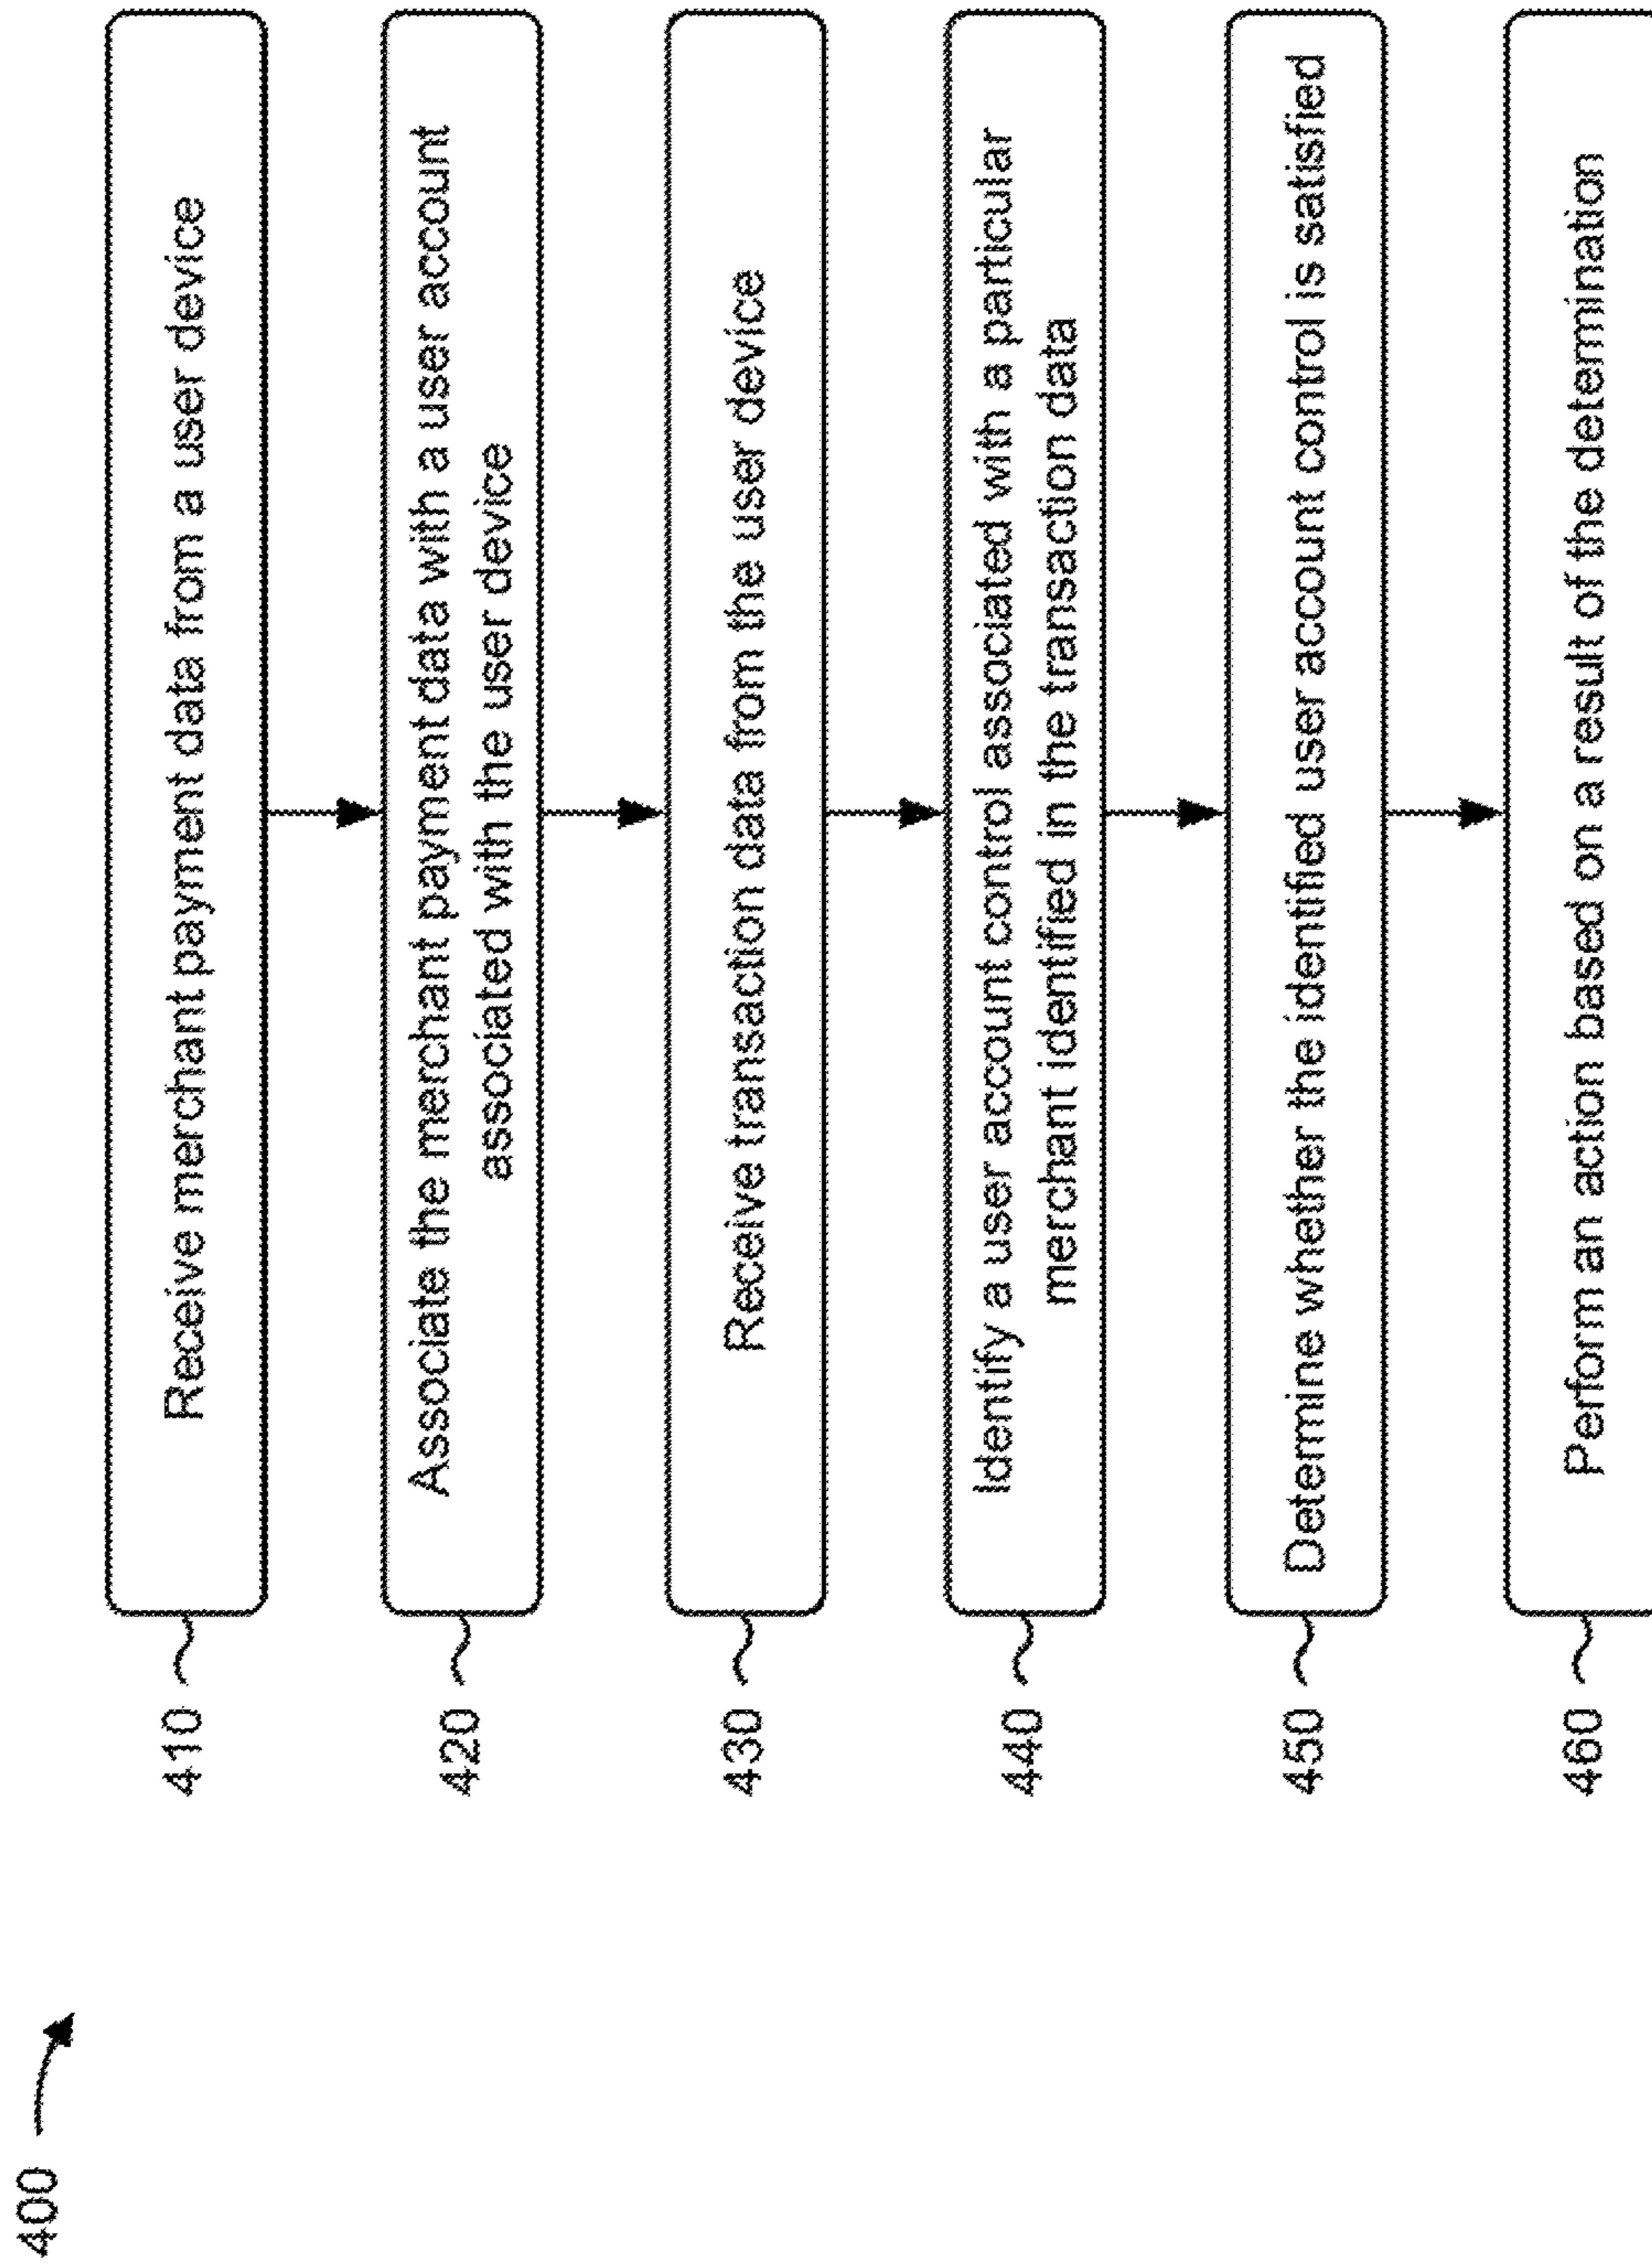 400
410
Receive merchant payment data from a user device
420
Associate the merchant payment data with a user account
associated with the user device
430
Receive transaction data from the user device
440
Identify a user account control associated with a particular
merchant identified in the transaction data
450
Determine whether the identified user account control is satisfied
460
Perform an action based on a result of the determination